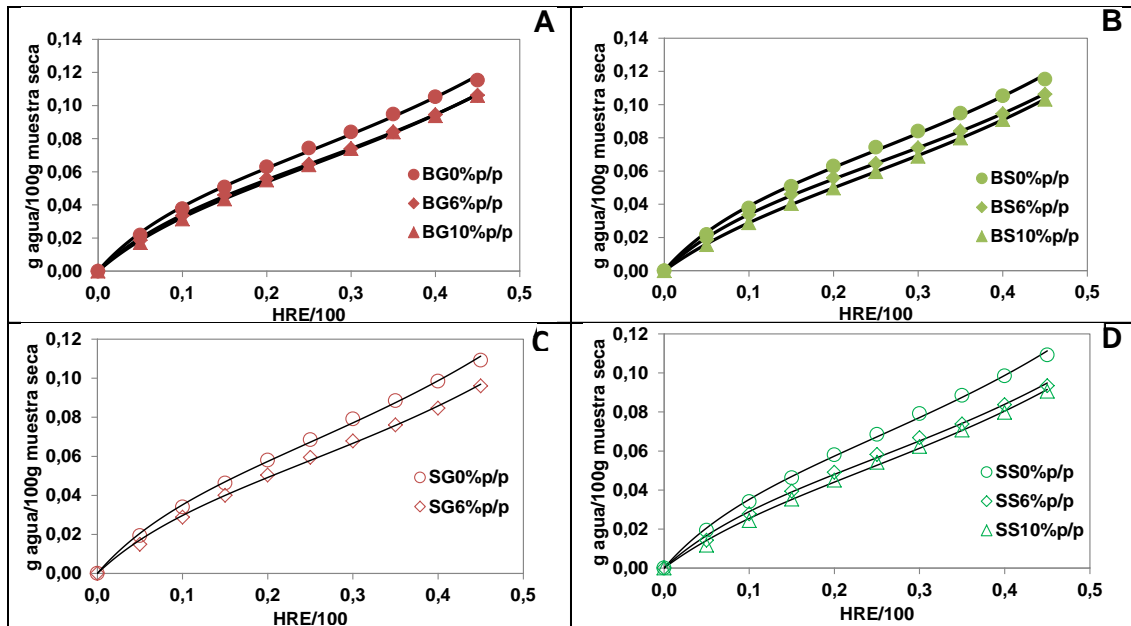 A
g agua/100g muestra seca
0,14
0,12
0,10
0,08
0,06
0,04
0,02
0,00
BG0%p/p
BG6%p/p
BG10%p/p
0,0 0,1 0,2 0,3 0,4 0,5
HRE/100
B
g agua/100g muestra seca
0,14
0,12
0,10
0,08
0,06
0,04
0,02
0,00
BS0%p/p
BS6%p/p
BS10%p/p
0,0 0,1 0,2 0,3 0,4 0,5
HRE/100
C
g agua/100g muestra seca
0,12
0,10
0,08
0,06
0,04
0,02
0,00
SG0%p/p
SG6%p/p
0,0 0,1 0,2 0,3 0,4 0,5
HRE/100
D
g agua/100g muestra seca
0,12
0,10
0,08
0,06
0,04
0,02
0,00
SS0%p/p
SS6%p/p
SS10%p/p
0,0 0,1 0,2 0,3 0,4 0,5
HRE/100